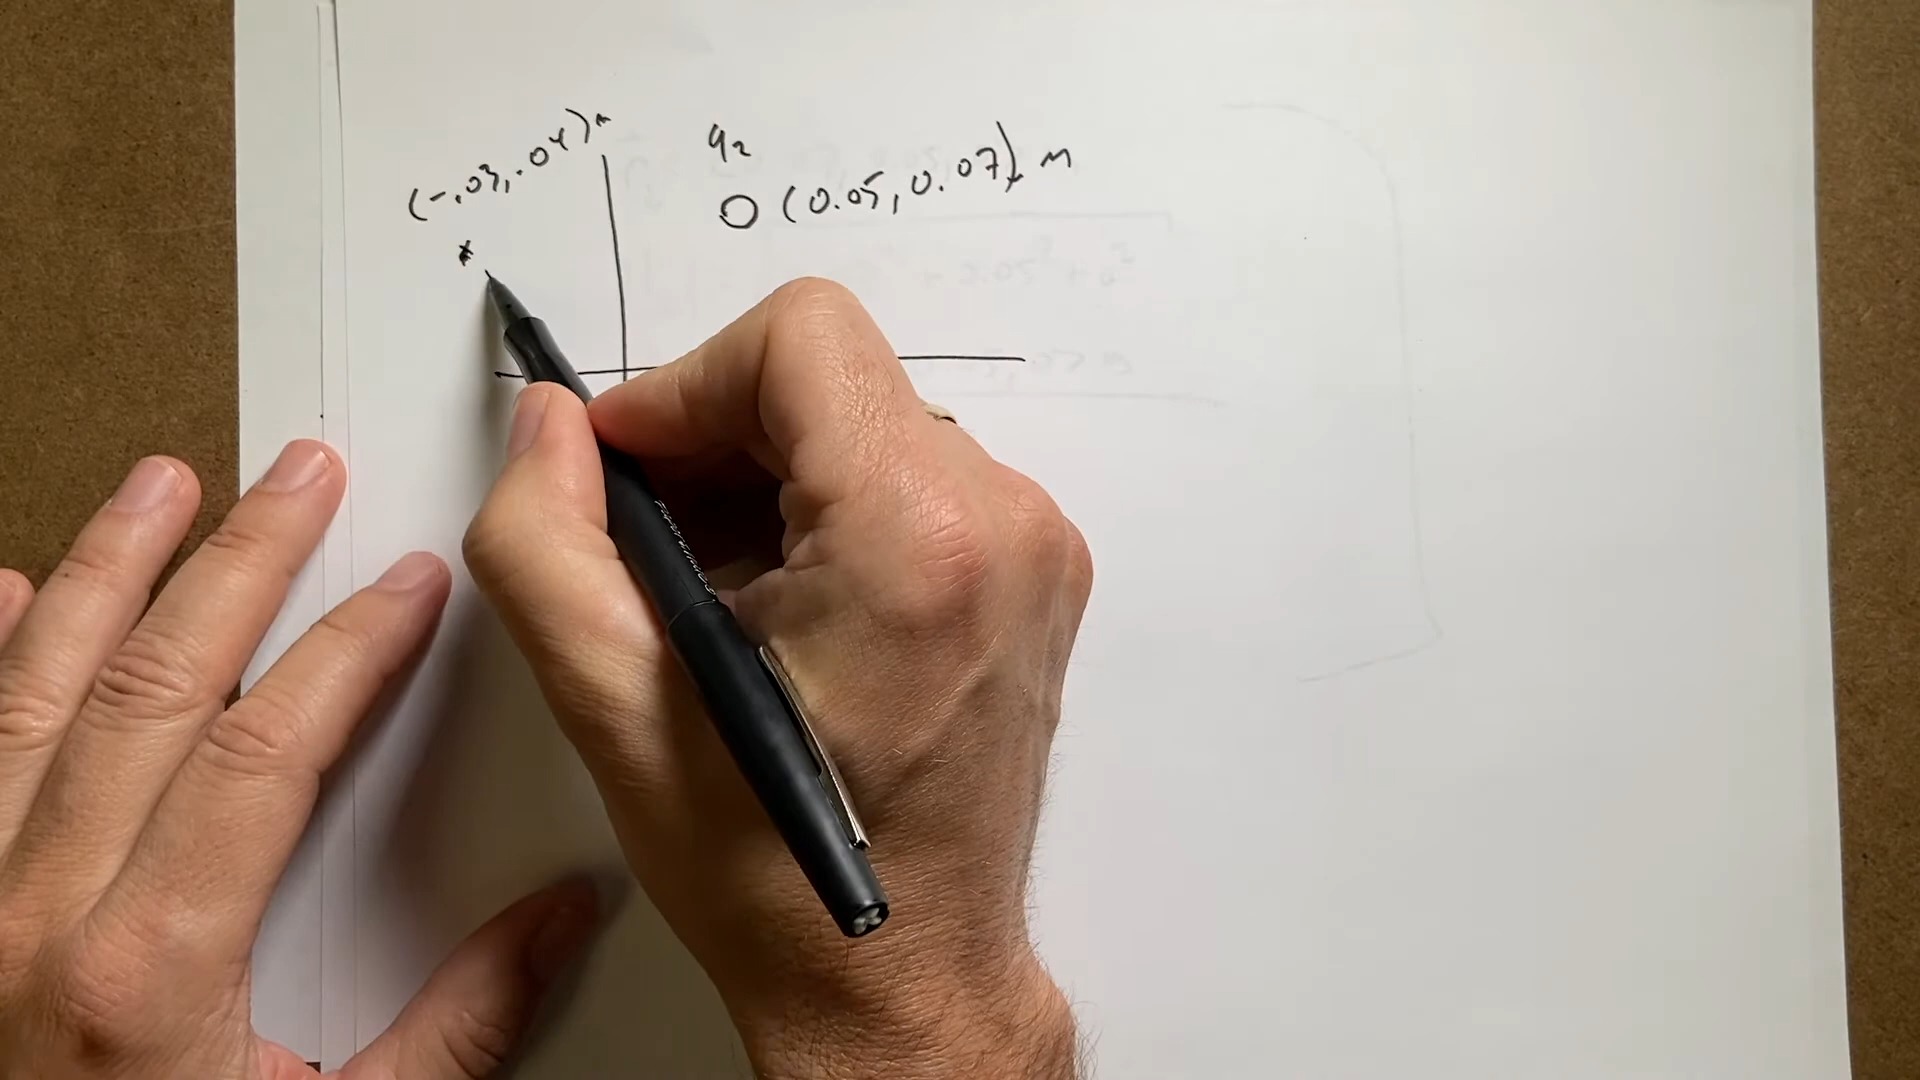 (-.03, .04) m
q2
(0.05, 0.07) m